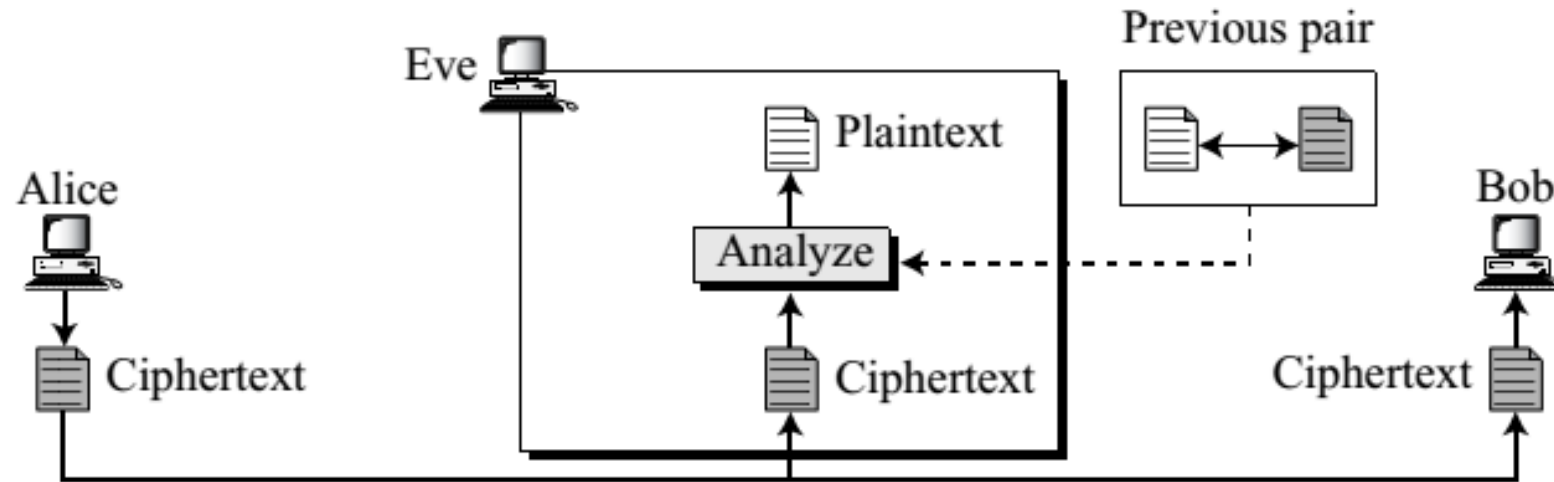 Previous pair
Eve
Plaintext
Alice
Bob
Analyze
Ciphertext
Ciphertext
Ciphertext